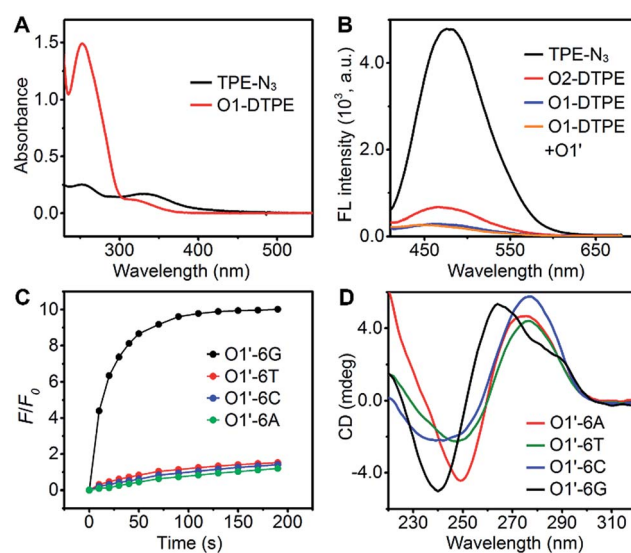 A
Absorbance
1.5
1.0
0.5
0.0
TPE-N₃
O1-DTPE
300
400
500
Wavelength (nm)
B
FL intensity (10³, a.u.)
4.0
2.0
0.0
TPE-N₃
O2-DTPE
O1-DTPE
O1-DTPE
+O1'
450
550
650
Wavelength (nm)
C
F/F₀
10
8
6
4
2
0
O1'-6G
O1'-6T
O1'-6C
O1'-6A
0
50
100
150
200
Time (s)
D
CD (mdeg)
4.0
0.0
-4.0
O1'-6A
O1'-6T
O1'-6C
O1'-6G
220
250
270
290
310
Wavelength (nm)